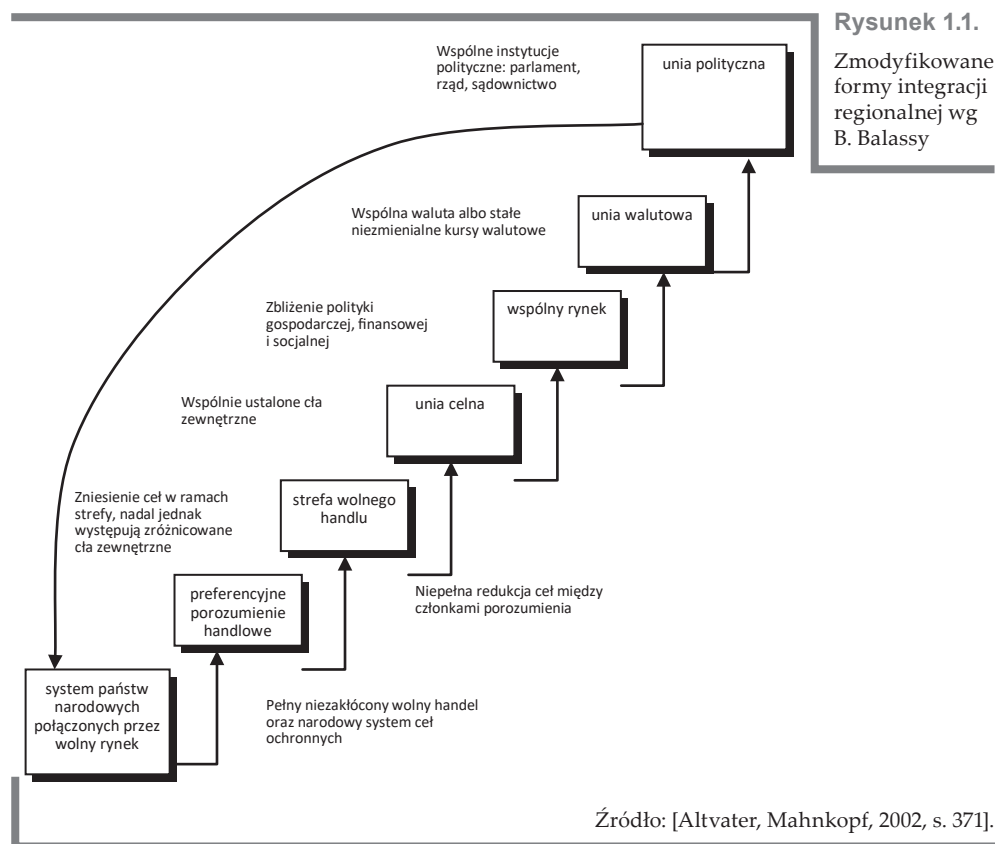 Rysunek 1.1.
Zmodyfikowane
formy integracji
regionalnej wg
B. Balassy
Wspólne instytucje
polityczne: parlament,
rząd, sądownictwo
unia polityczna
Wspólna waluta albo stałe
niezmienialne kursy walutowe
unia walutowa
Zbliżenie polityki
gospodarczej, finansowej
i socjalnej
wspólny rynek
Wspólnie ustalone cła
zewnętrzne
unia celna
Zniesienie ceł w ramach
strefy, nadal jednak
występują zróżnicowane
cła zewnętrzne
strefa wolnego
handlu
Niepełna redukcja ceł między
członkami porozumienia
preferencyjne
porozumienie
handlowe
system państw
narodowych
połączonych przez
wolny rynek
Pełny niezakłócony wolny handel
oraz narodowy system ceł
ochronnych
Źródło: [Altvater, Mahnkopf, 2002, s. 371].